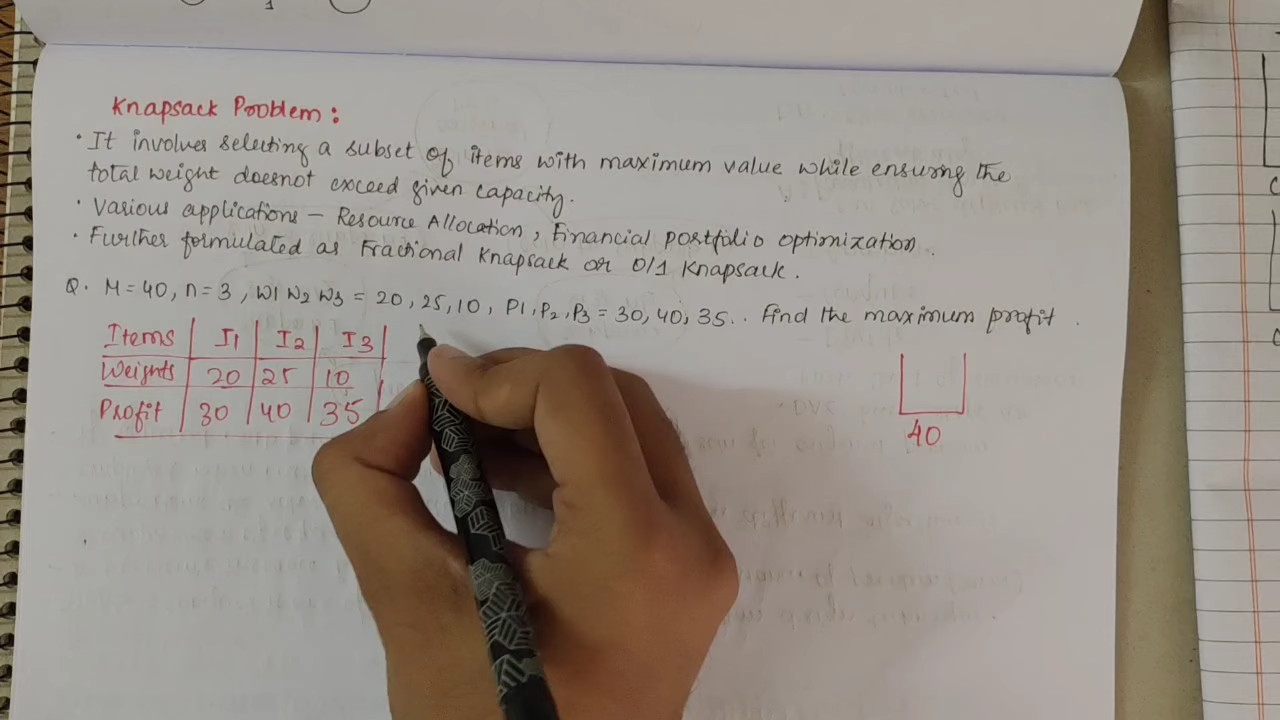 Knapsack Problem:
· It involves selecting a subset of items with maximum value while ensuring the
total weight doesnot exceed given capacity.
· Various applications - Resource Allocation, Financial portfolio optimization.
· Further formulated as Fractional Knapsack or 0/1 Knapsack.
Q. M=40, n=3, W1 W2 W3 = 20, 25, 10, P1, P2, P3 = 30, 40, 35.. Find the maximum profit.
Items | I1 | I2 | I3
Weights | 20 | 25 | 10
Profit | 30 | 40 | 35
40